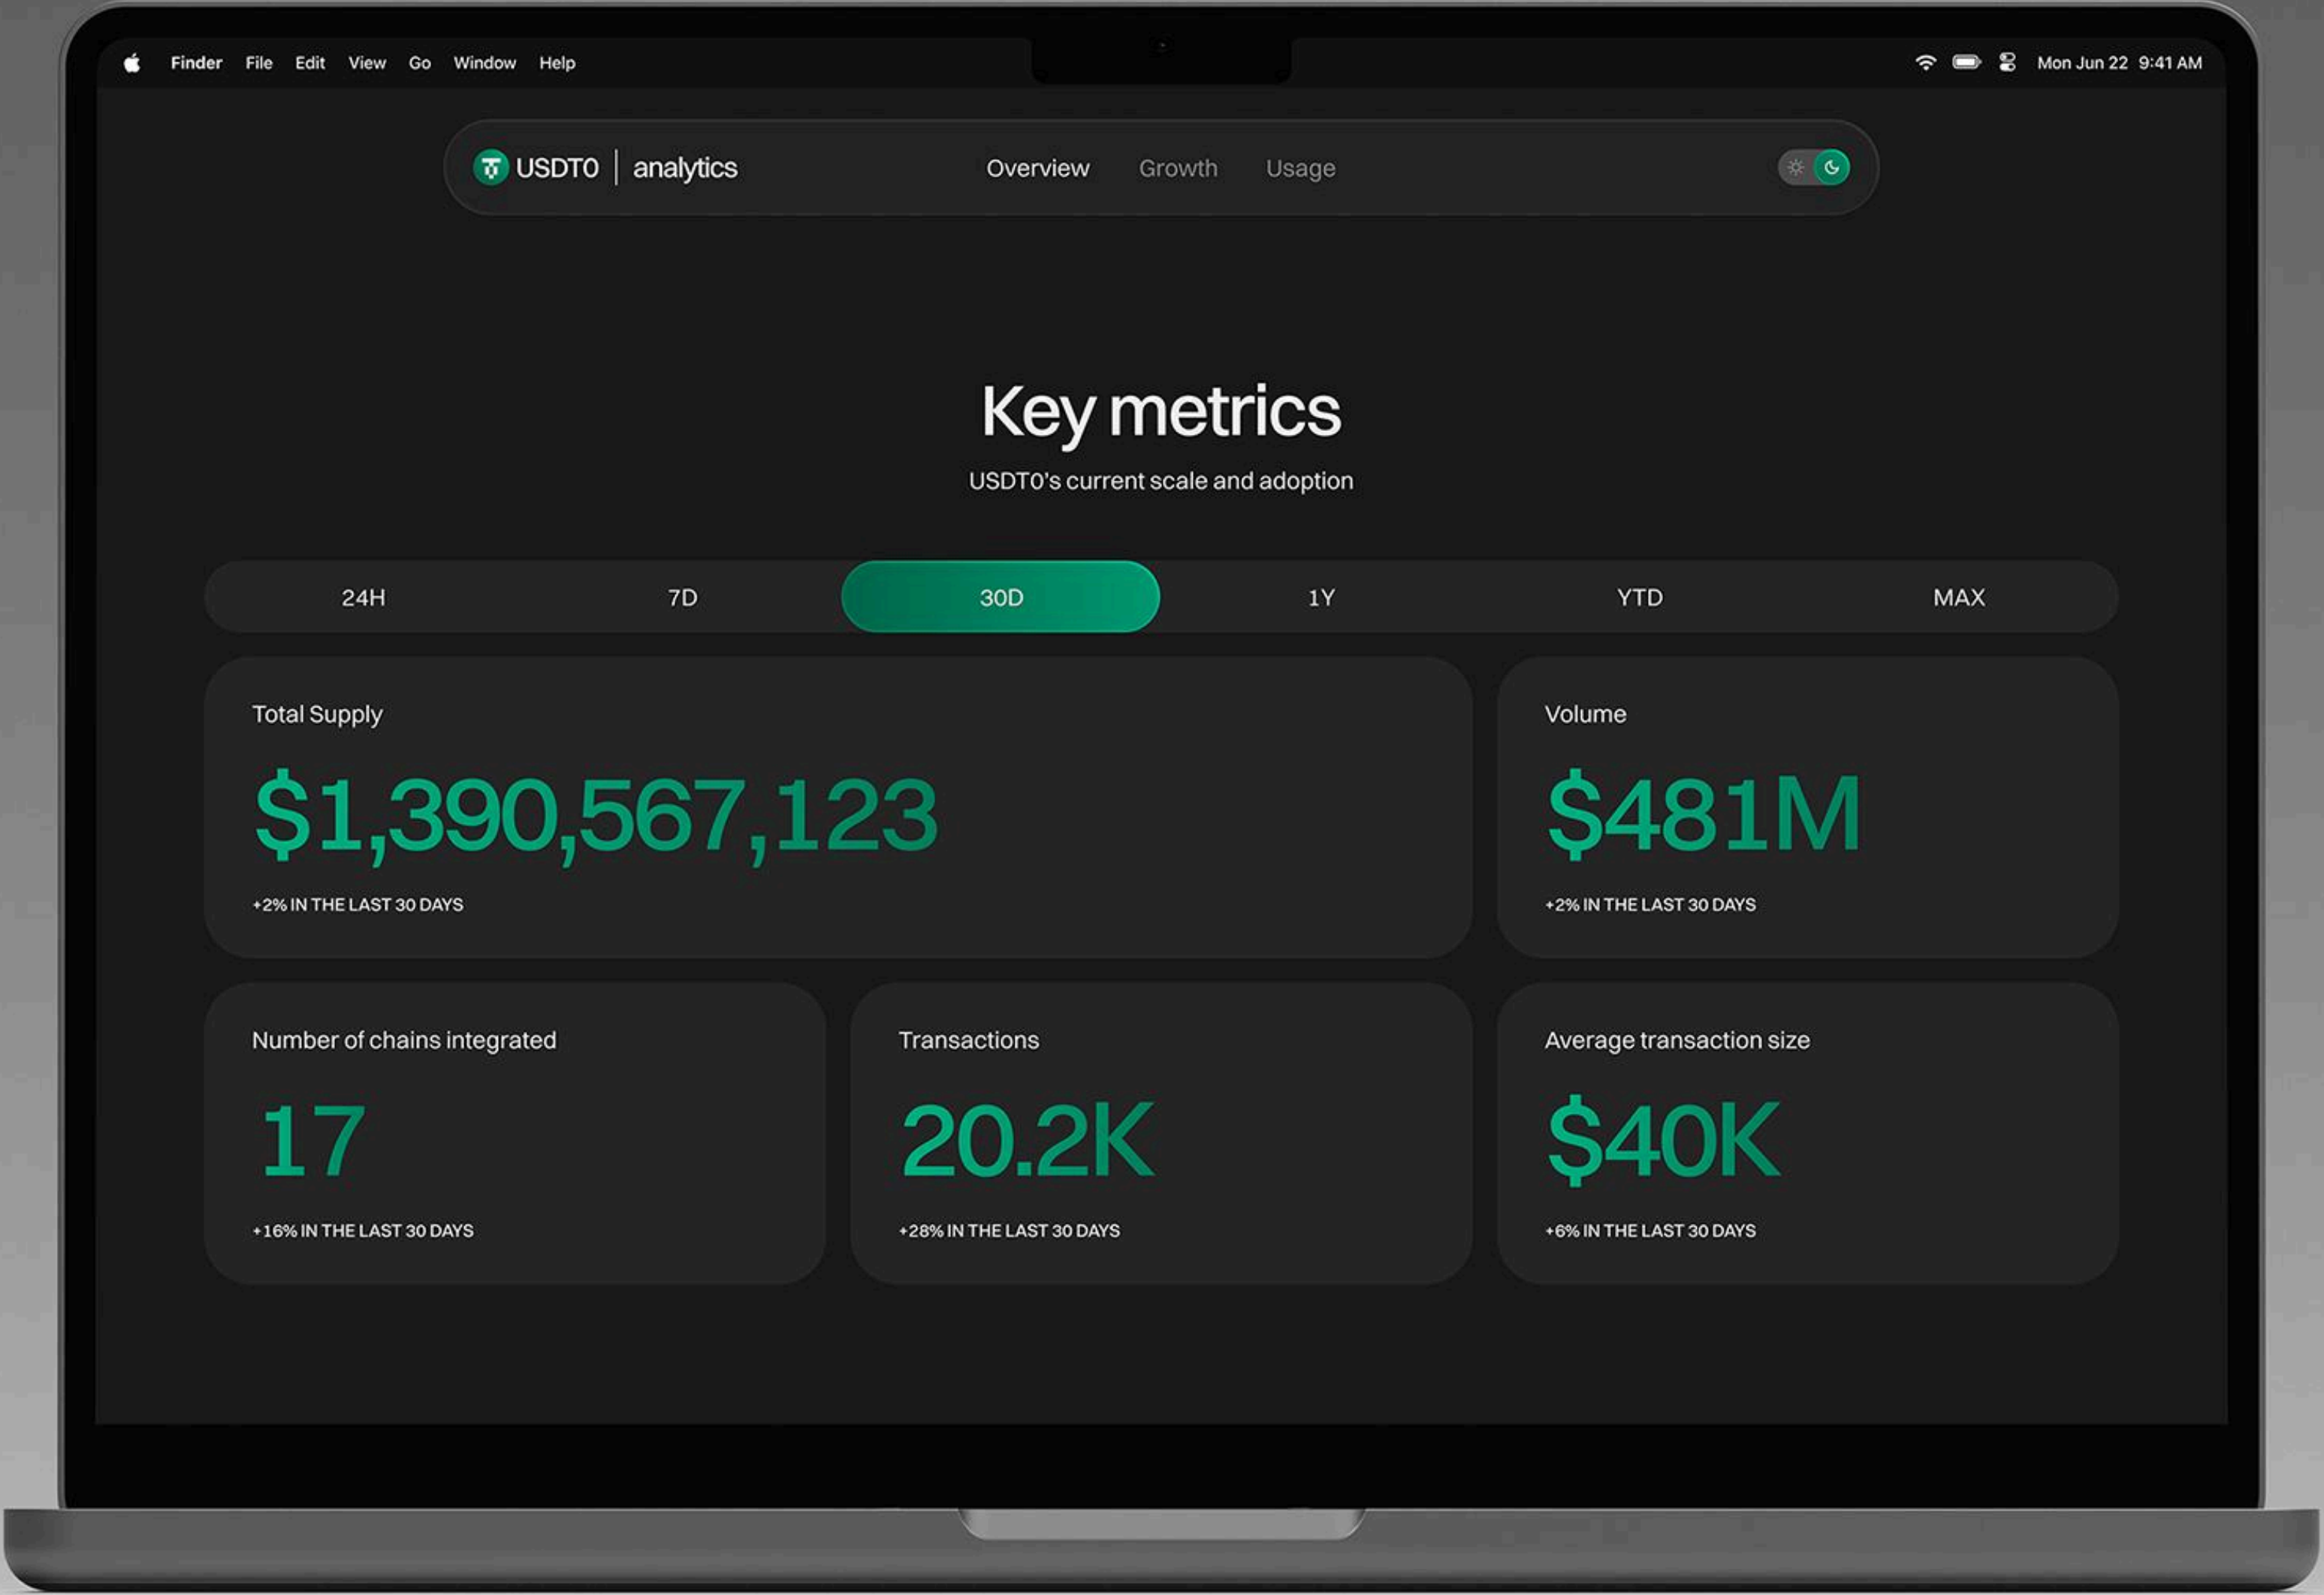 Finder File Edit View Go Window Help Mon Jun 22 9:41 AM
USDT0 | analytics Overview Growth Usage
Key metrics
USDT0's current scale and adoption
24H 7D 30D 1Y YTD MAX
Total Supply
$1,390,567,123
+2% IN THE LAST 30 DAYS
Volume
$481M
+2% IN THE LAST 30 DAYS
Number of chains integrated
17
+16% IN THE LAST 30 DAYS
Transactions
20.2K
+28% IN THE LAST 30 DAYS
Average transaction size
$40K
+6% IN THE LAST 30 DAYS